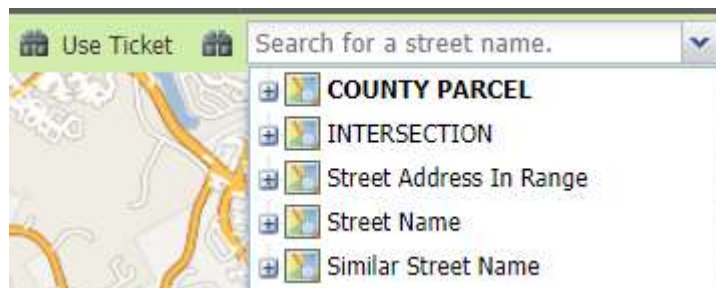 Use Ticket Search for a street name.
COUNTY PARCEL
INTERSECTION
Street Address In Range
Street Name
Similar Street Name